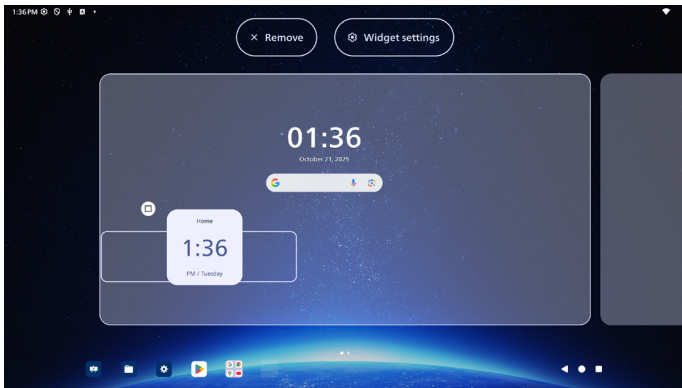 1:36 PM
× Remove
Widget settings
01:36
October 21, 2025
Home
1:36
PM / Tuesday